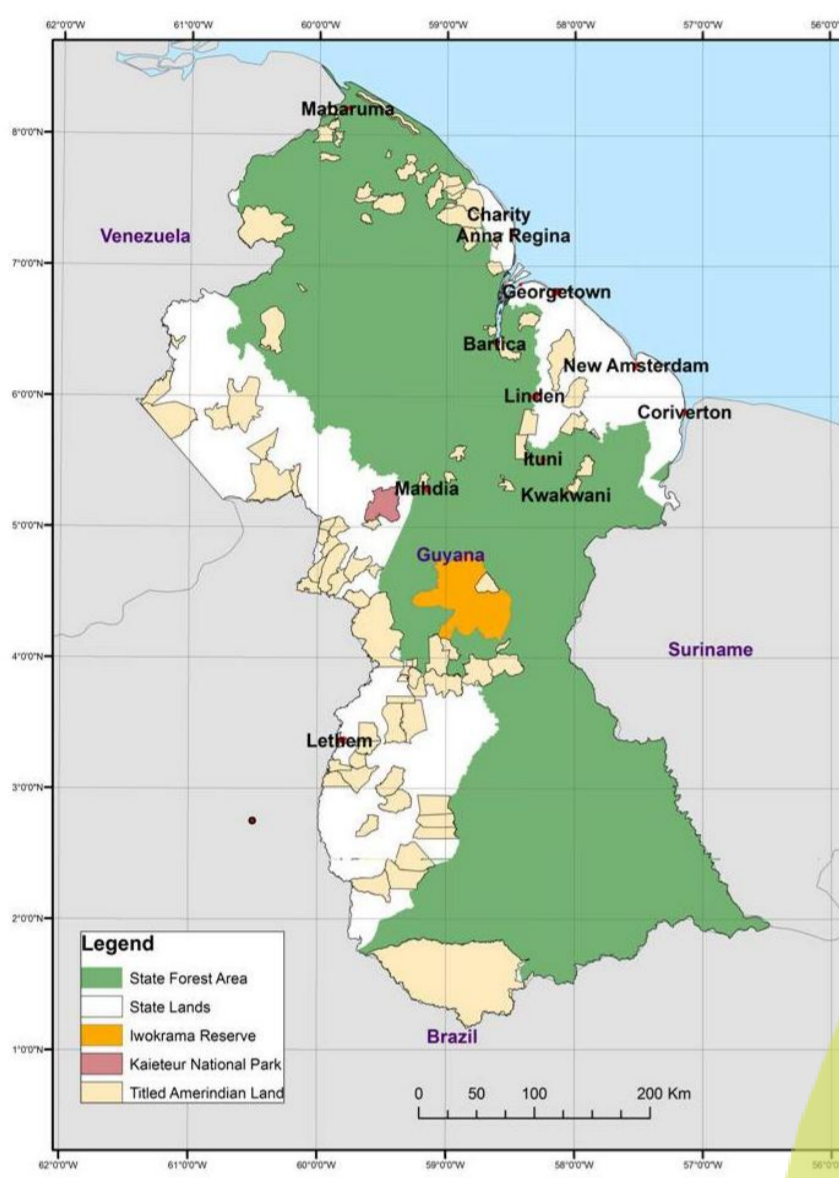 62°0'0"W 61°0'0"W 60°0'0"W 59°0'0"W 58°0'0"W 57°0'0"W 56°0'0"W
8°0'0"N
7°0'0"N
6°0'0"N
5°0'0"N
4°0'0"N
3°0'0"N
2°0'0"N
1°0'0"N
Mabaruma
Charity
Venezuela
Anna Regina
Georgetown
Bartica
New Amsterdam
Linden
Coriverton
Ituni
Mahdia
Kwakwani
Guyana
Suriname
Lethem
Brazil
Legend
State Forest Area
State Lands
Iwokrama Reserve
Kaieteur National Park
Titled Amerindian Land
0 50 100 200 Km
62°0'0"W 61°0'0"W 60°0'0"W 59°0'0"W 58°0'0"W 57°0'0"W